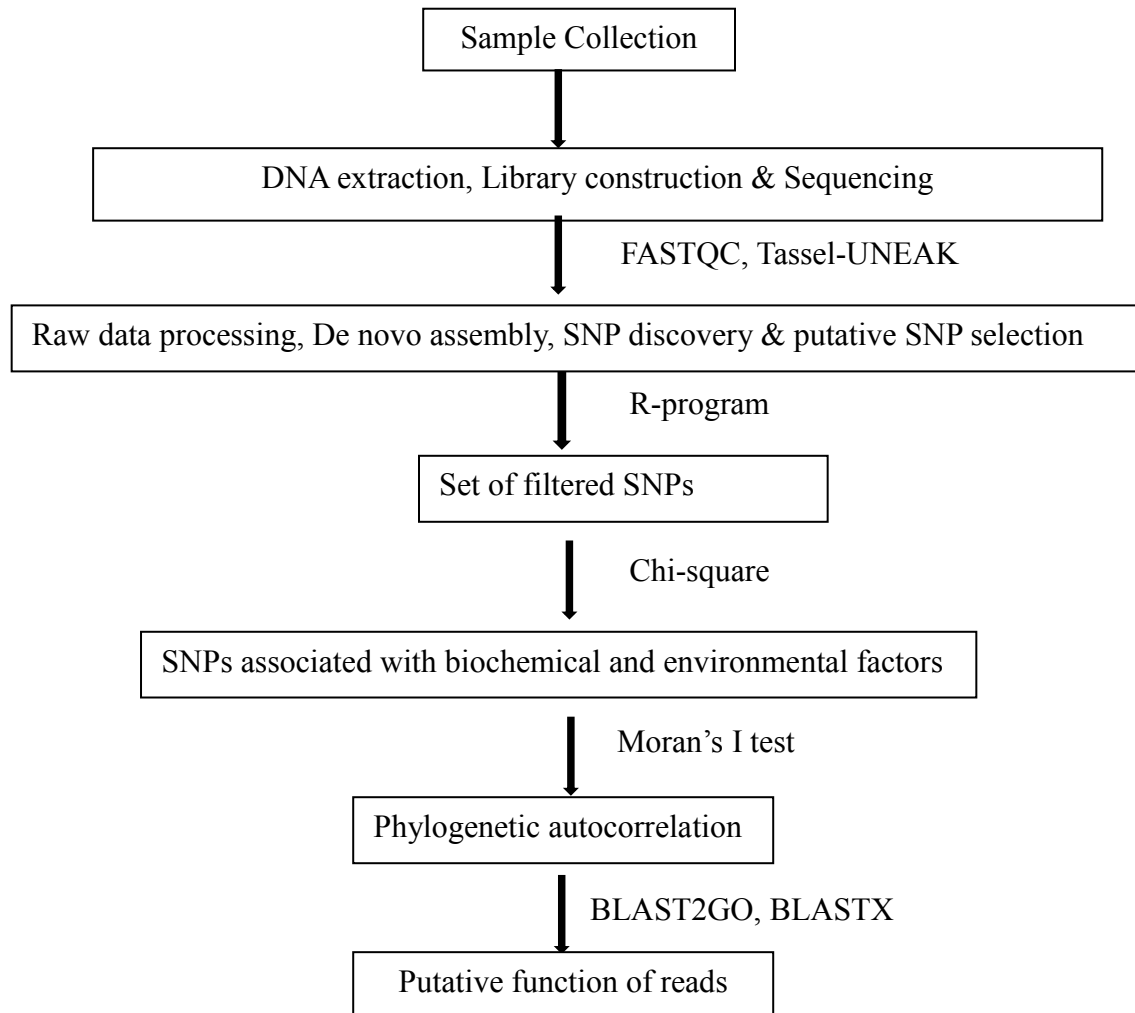 Sample Collection
DNA extraction, Library construction & Sequencing
FASTQC, Tassel-UNEAK
Raw data processing, De novo assembly, SNP discovery & putative SNP selection
R-program
Set of filtered SNPs
Chi-square
SNPs associated with biochemical and environmental factors
Moran’s I test
Phylogenetic autocorrelation
BLAST2GO, BLASTX
Putative function of reads